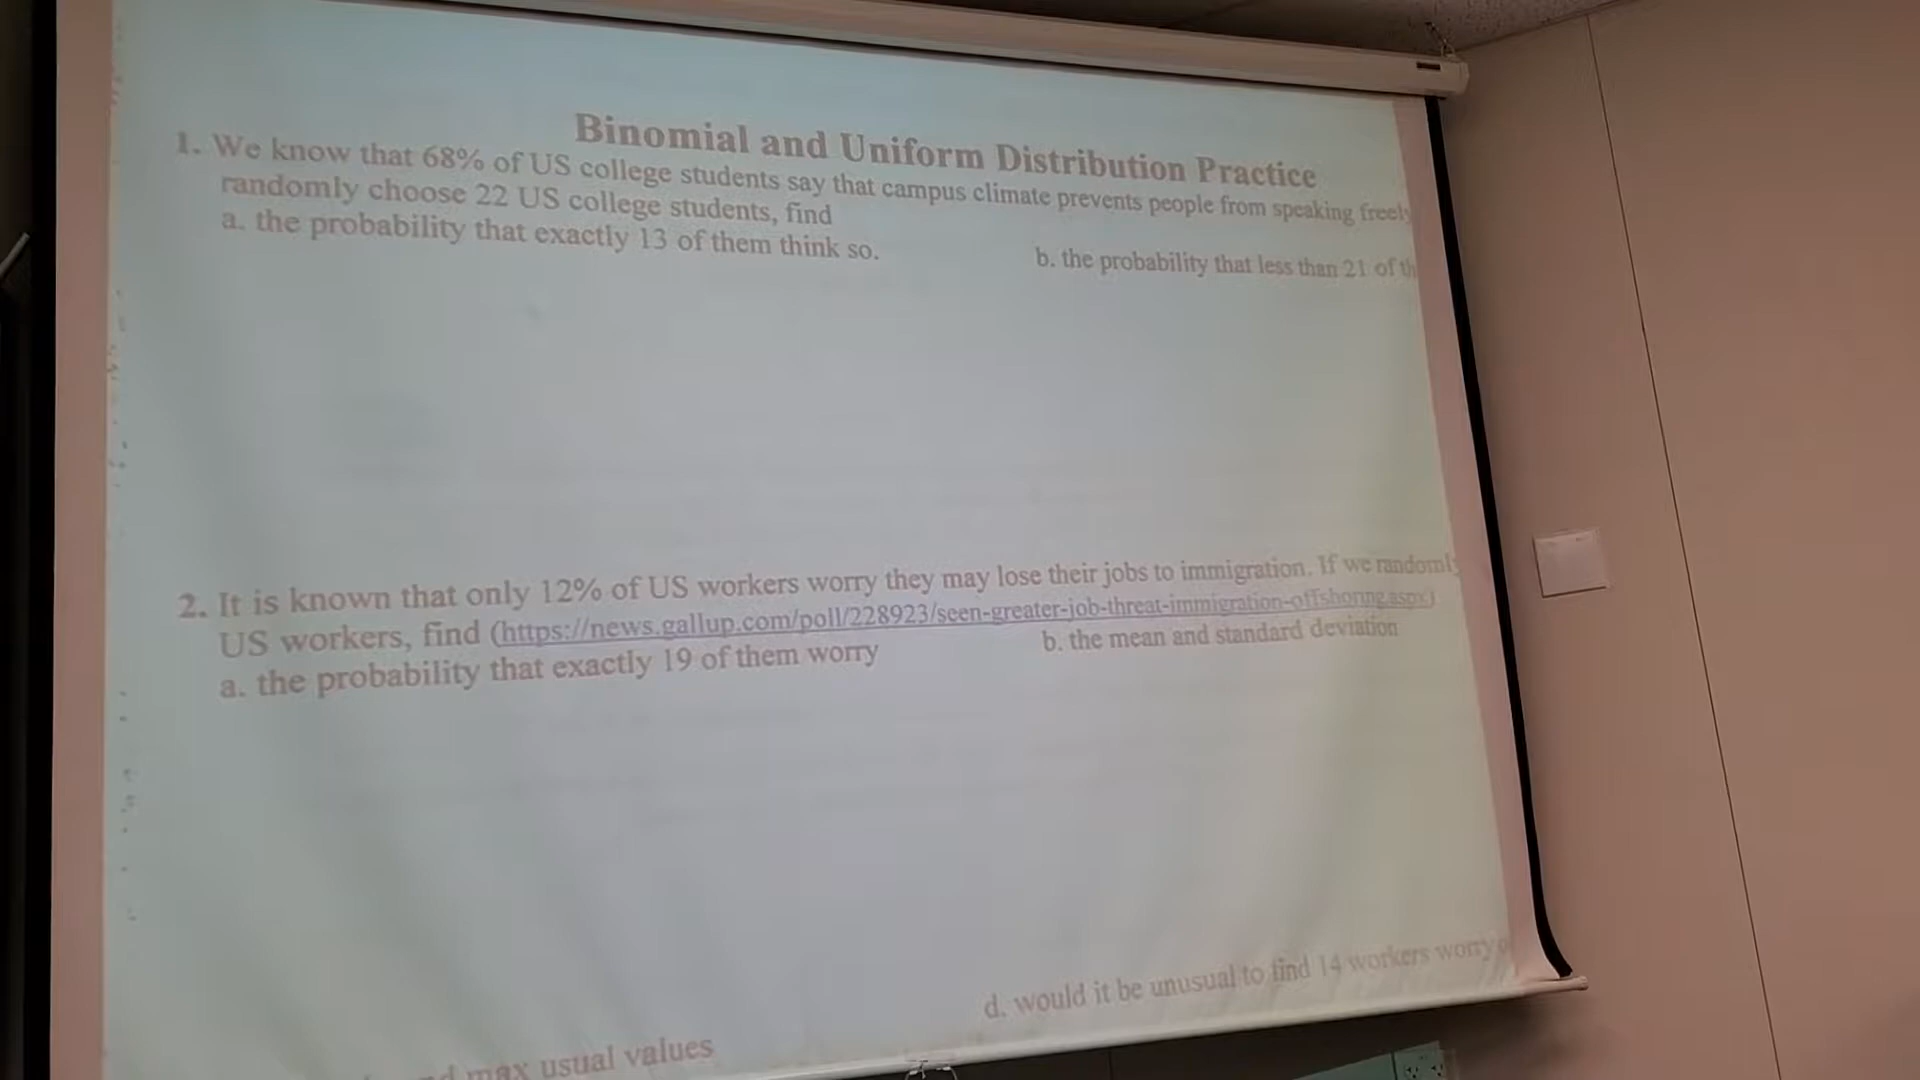 Binomial and Uniform Distribution Practice
1. We know that 68% of US college students say that campus climate prevents people from speaking freely
randomly choose 22 US college students, find
a. the probability that exactly 13 of them think so.
b. the probability that less than 21 of th
2. It is known that only 12% of US workers worry they may lose their jobs to immigration. If we randomly
US workers, find (https://news.gallup.com/poll/228923/seen-greater-job-threat-immigration-offshoring.aspx)
a. the probability that exactly 19 of them worry
b. the mean and standard deviation
d. would it be unusual to find 14 workers worry
max usual values